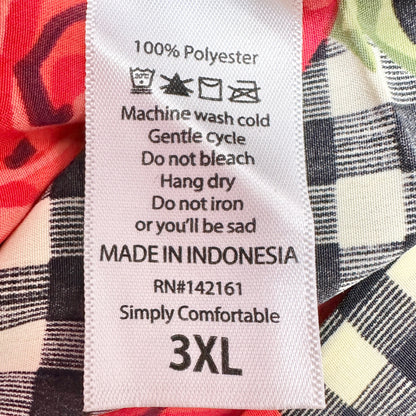 100% Polyester
30°C
Machine wash cold
Gentle cycle
Do not bleach
Hang dry
Do not iron
or you'll be sad
MADE IN INDONESIA
RN#142161
Simply Comfortable
3XL